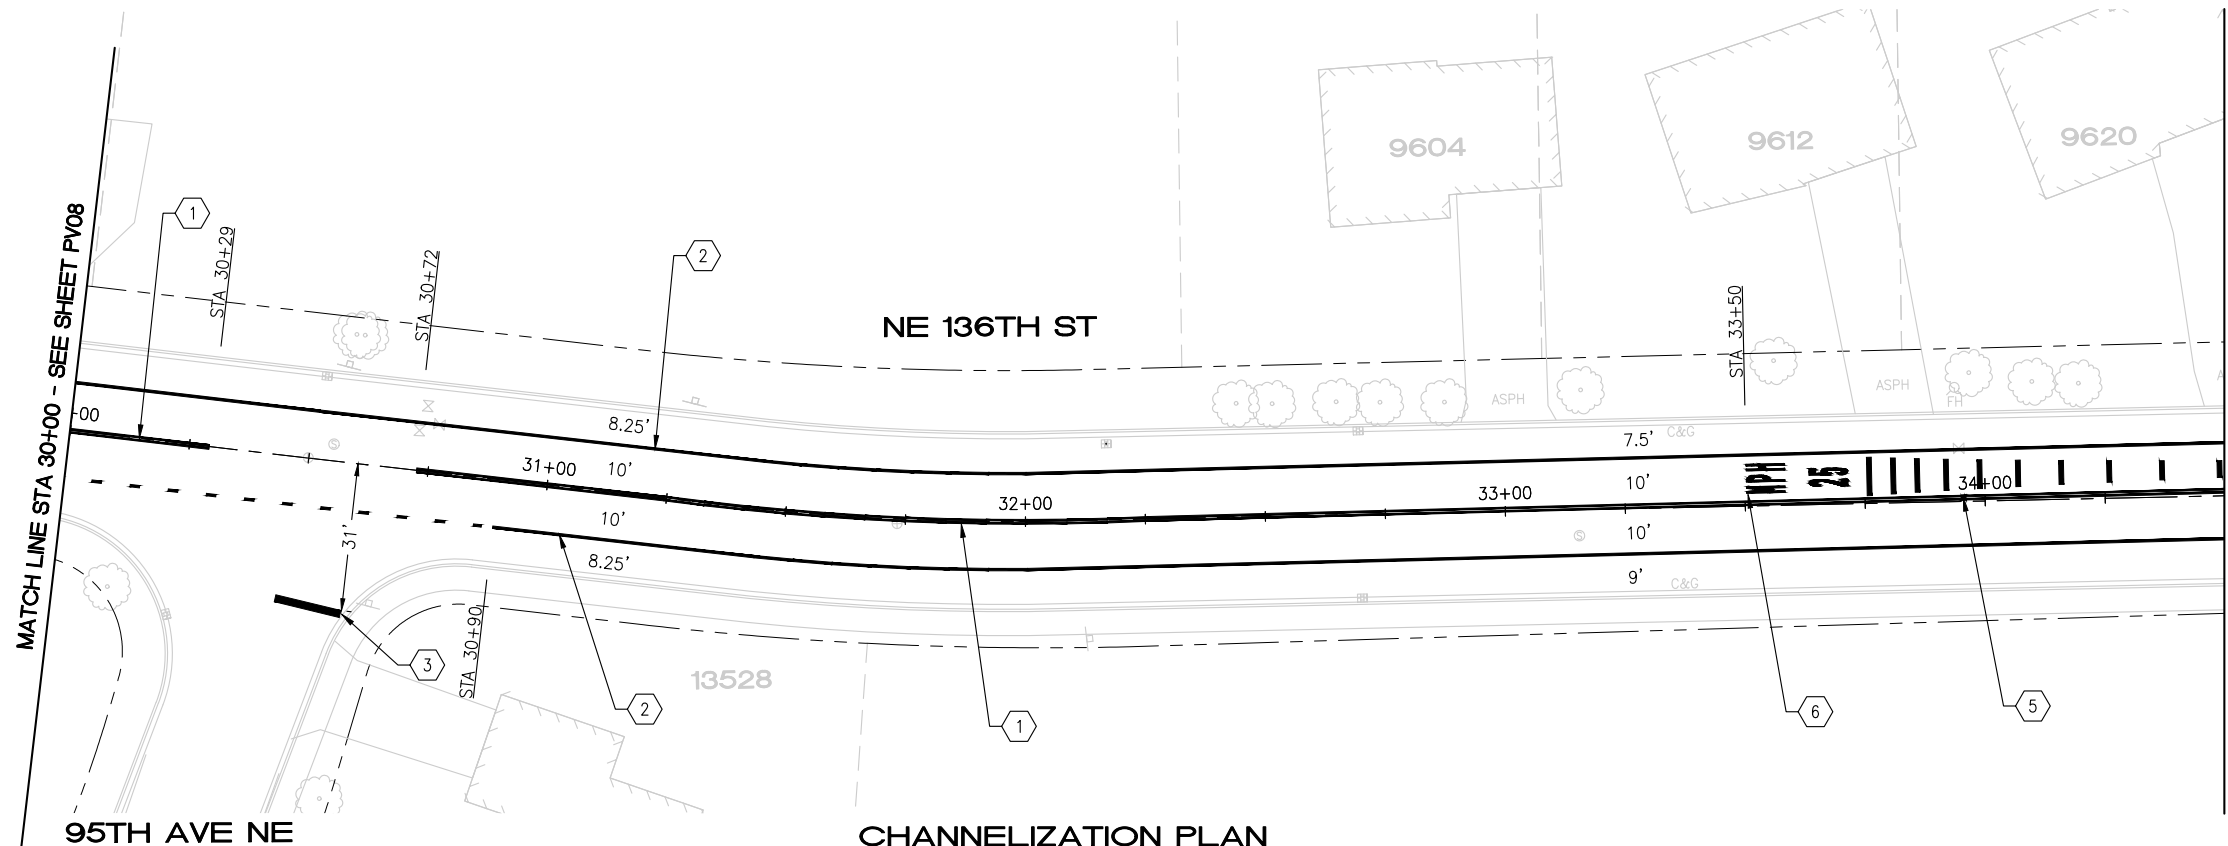 9604
9612
9620
1
STA 30+29
STA 30+72
2
NE 136TH ST
STA 33+50
MATCH LINE STA 30+00 - SEE SHEET PV08
-00
8.25'
ASPH
ASPH
FH
C&G
7.5'
S
31+00
10'
32+00
33+00
10'
MPH
25
34+00
31'
10'
8.25'
S
10'
9'
C&G
3
STA 30+90
13528
2
1
6
5
95TH AVE NE
CHANNELIZATION PLAN